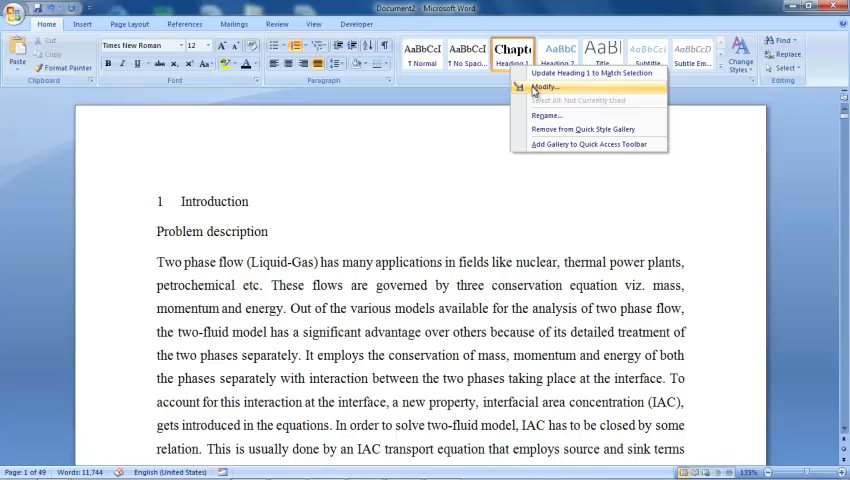 Document2 - Microsoft Word
Home Insert Page Layout References Mailings Review View Developer
Paste
Cut
Copy
Format Painter
Clipboard
Times New Roman 12
Font
Paragraph
AaBbCcI AaBbCcI Chapte AaBbC AaBbl AaBbCcI AaBbCcD
¶ Normal ¶ No Spaci... Heading 1 Heading 2 Title Subtitle Subtle Em...
Change Styles
Find
Replace
Select
Editing
Update Heading 1 to Match Selection
Modify...
Select All: Not Currently Used
Rename...
Remove from Quick Style Gallery
Add Gallery to Quick Access Toolbar
1 Introduction
Problem description
Two phase flow (Liquid-Gas) has many applications in fields like nuclear, thermal power plants,
petrochemical etc. These flows are governed by three conservation equation viz. mass,
momentum and energy. Out of the various models available for the analysis of two phase flow,
the two-fluid model has a significant advantage over others because of its detailed treatment of
the two phases separately. It employs the conservation of mass, momentum and energy of both
the phases separately with interaction between the two phases taking place at the interface. To
account for this interaction at the interface, a new property, interfacial area concentration (IAC),
gets introduced in the equations. In order to solve two-fluid model, IAC has to be closed by some
relation. This is usually done by an IAC transport equation that employs source and sink terms
Page: 1 of 49 Words: 11,744 English (United States) 135%